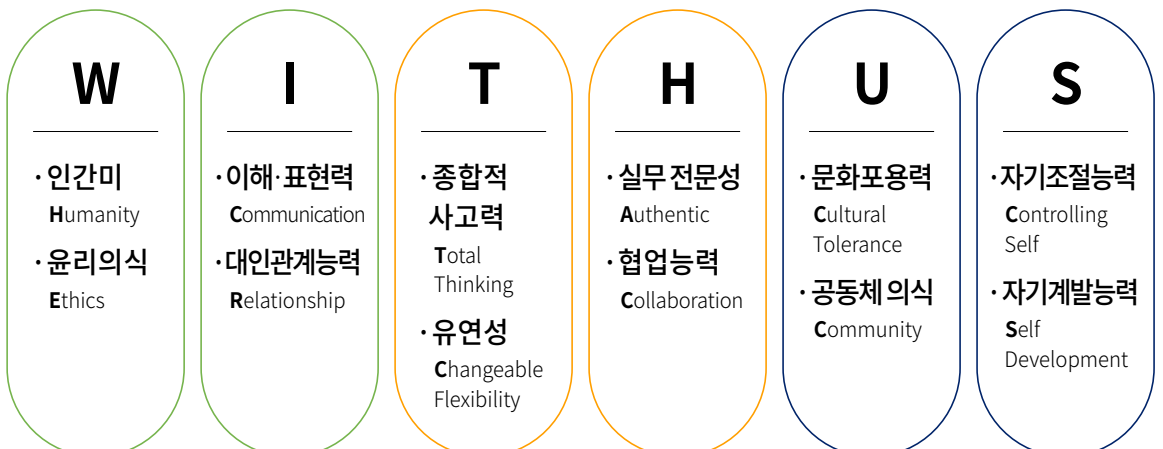 W
· 인간미
Humanity
· 윤리의식
Ethics
I
· 이해·표현력
Communication
· 대인관계능력
Relationship
T
· 종합적
사고력
Total
Thinking
· 유연성
Changeable
Flexibility
H
· 실무 전문성
Authentic
· 협업능력
Collaboration
U
· 문화포용력
Cultural
Tolerance
· 공동체 의식
Community
S
· 자기조절능력
Controlling
Self
· 자기계발능력
Self
Development